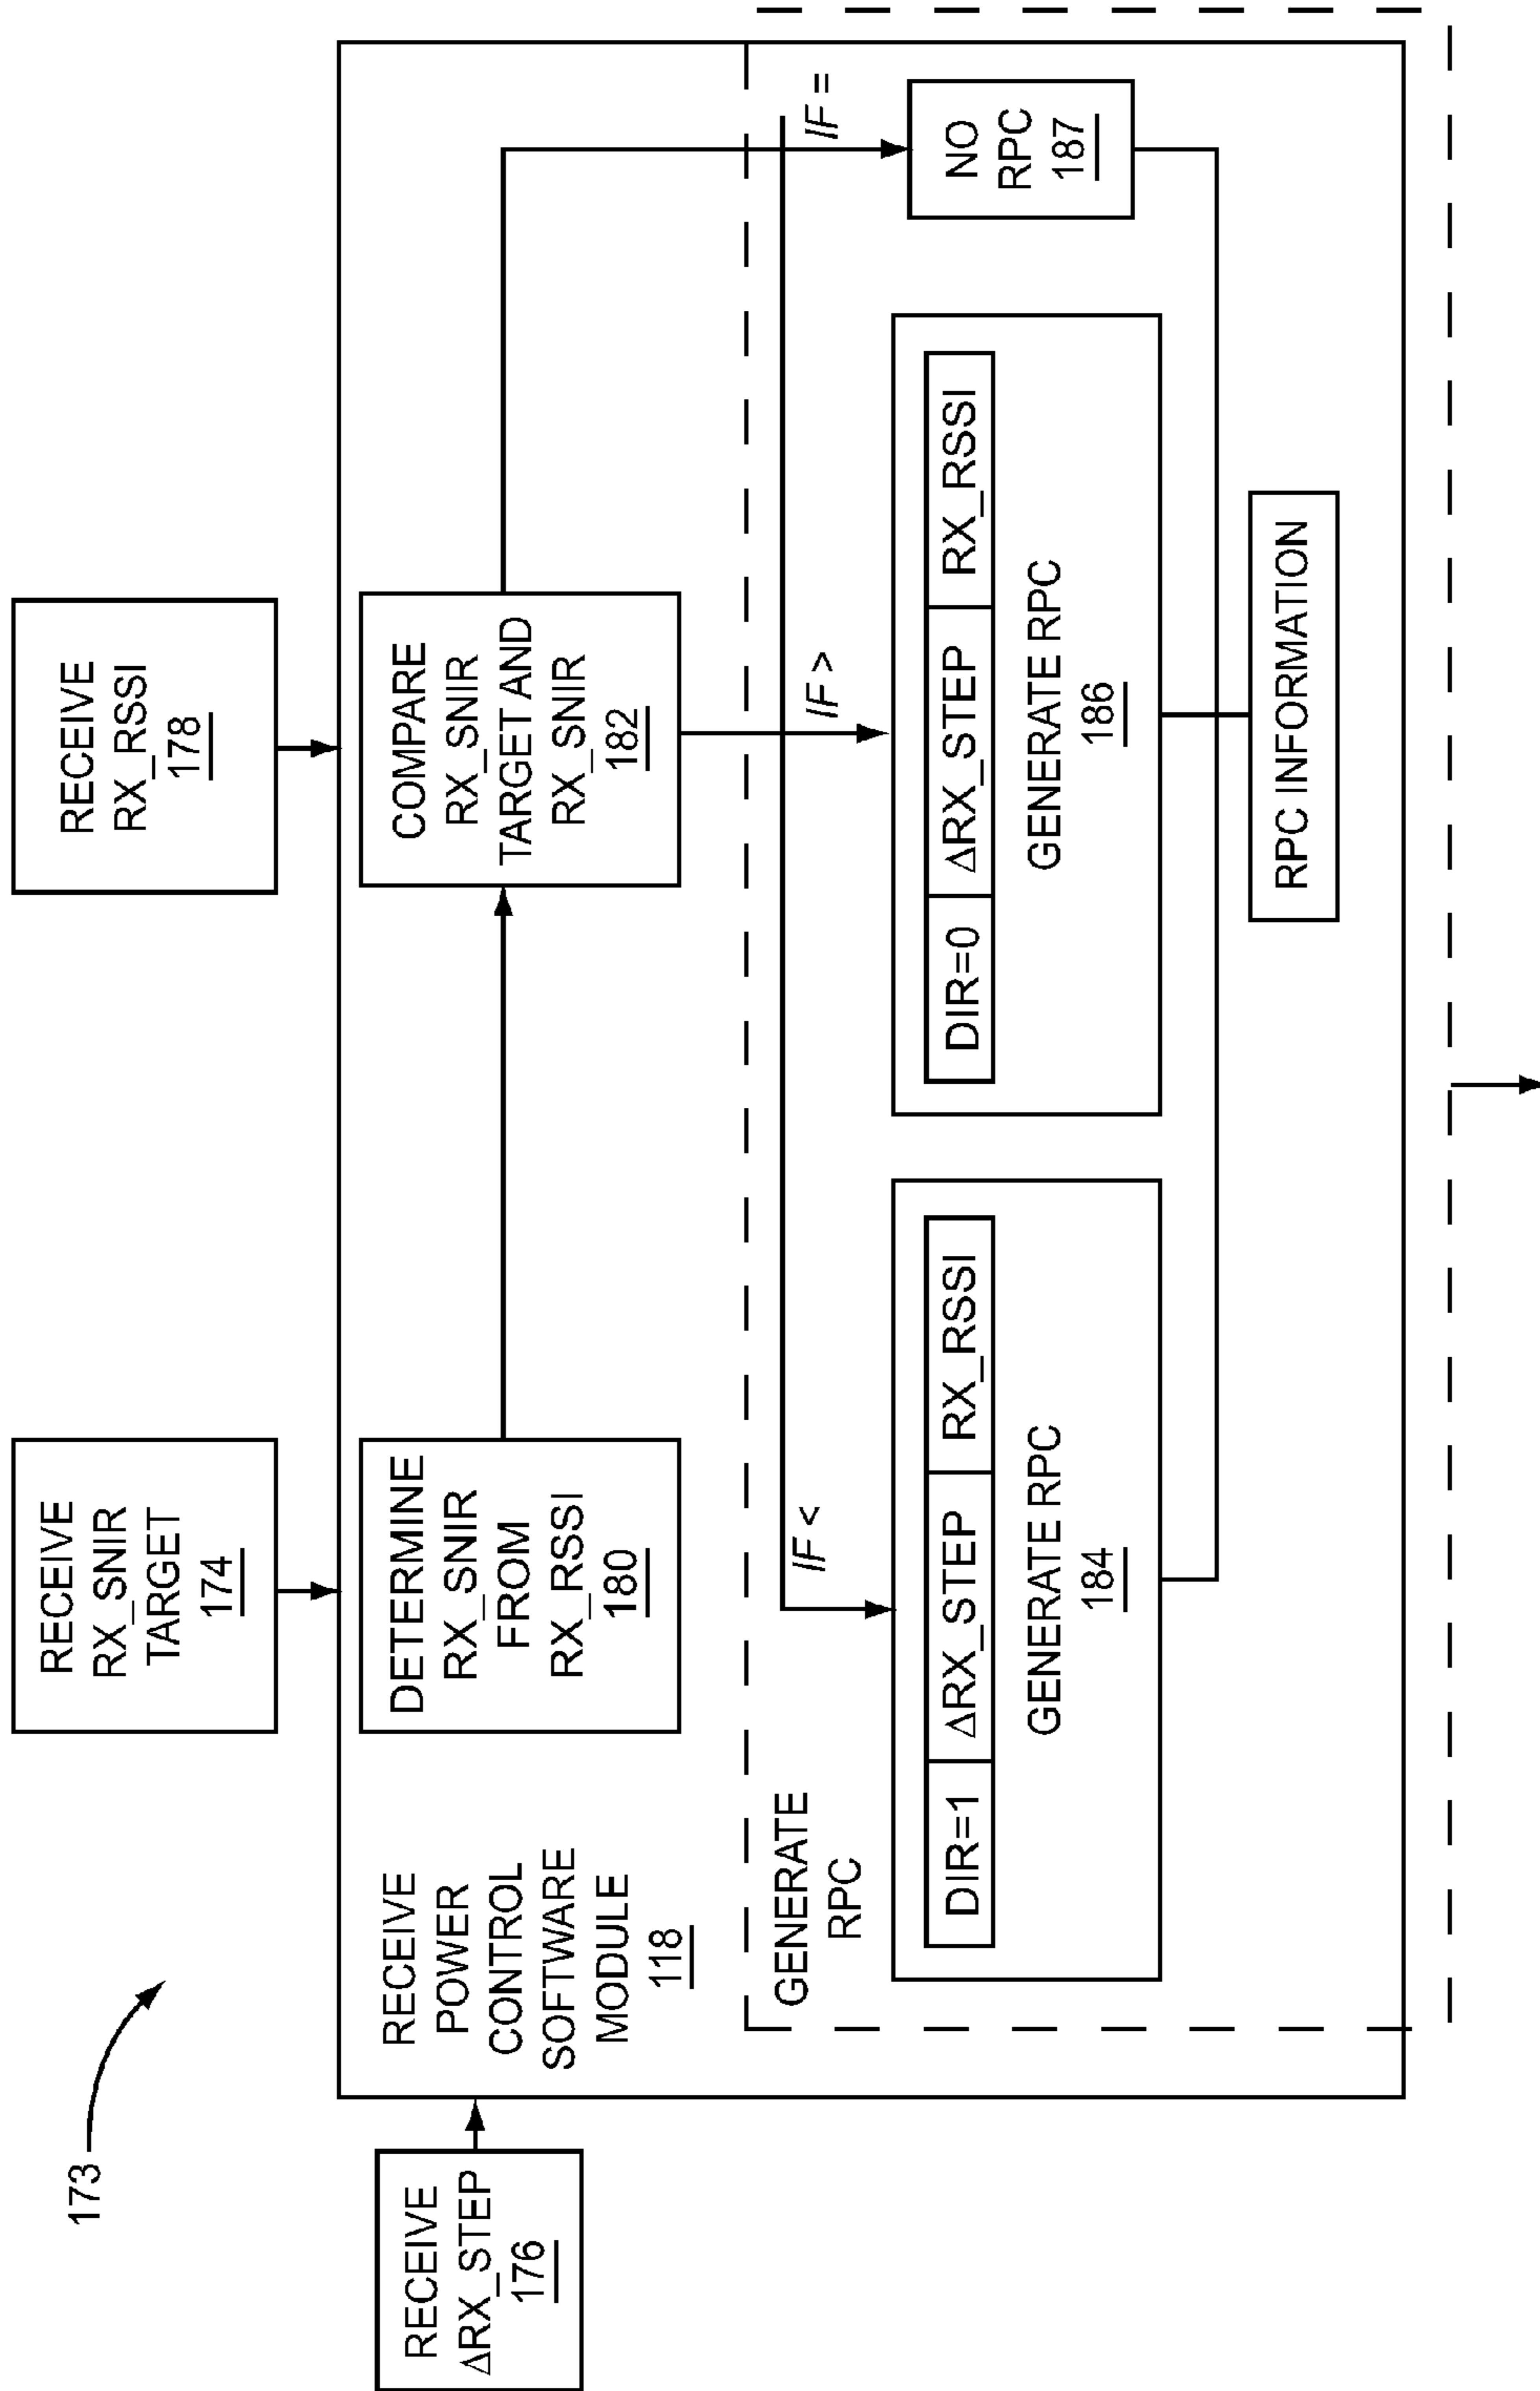 173
RECEIVE
RX_SNIR
TARGET
174
RECEIVE
RX_RSSI
178
RECEIVE
ΔRX_STEP
176
RECEIVE
POWER
CONTROL
SOFTWARE
MODULE
118
DETERMINE
RX_SNIR
FROM
RX_RSSI
180
COMPARE
RX_SNIR
TARGET AND
RX_SNIR
182
GENERATE
RPC
IF <
IF >
IF =
DIR=1 ΔRX_STEP RX_RSSI
GENERATE RPC
184
DIR=0 ΔRX_STEP RX_RSSI
GENERATE RPC
186
NO
RPC
187
RPC INFORMATION